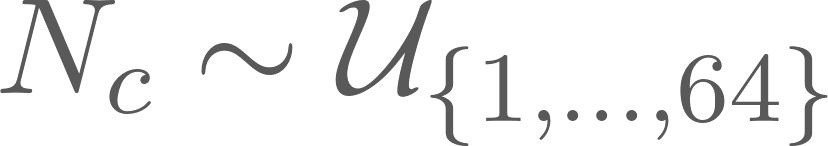 N_c ∼ 𝒰_{1,...,64}